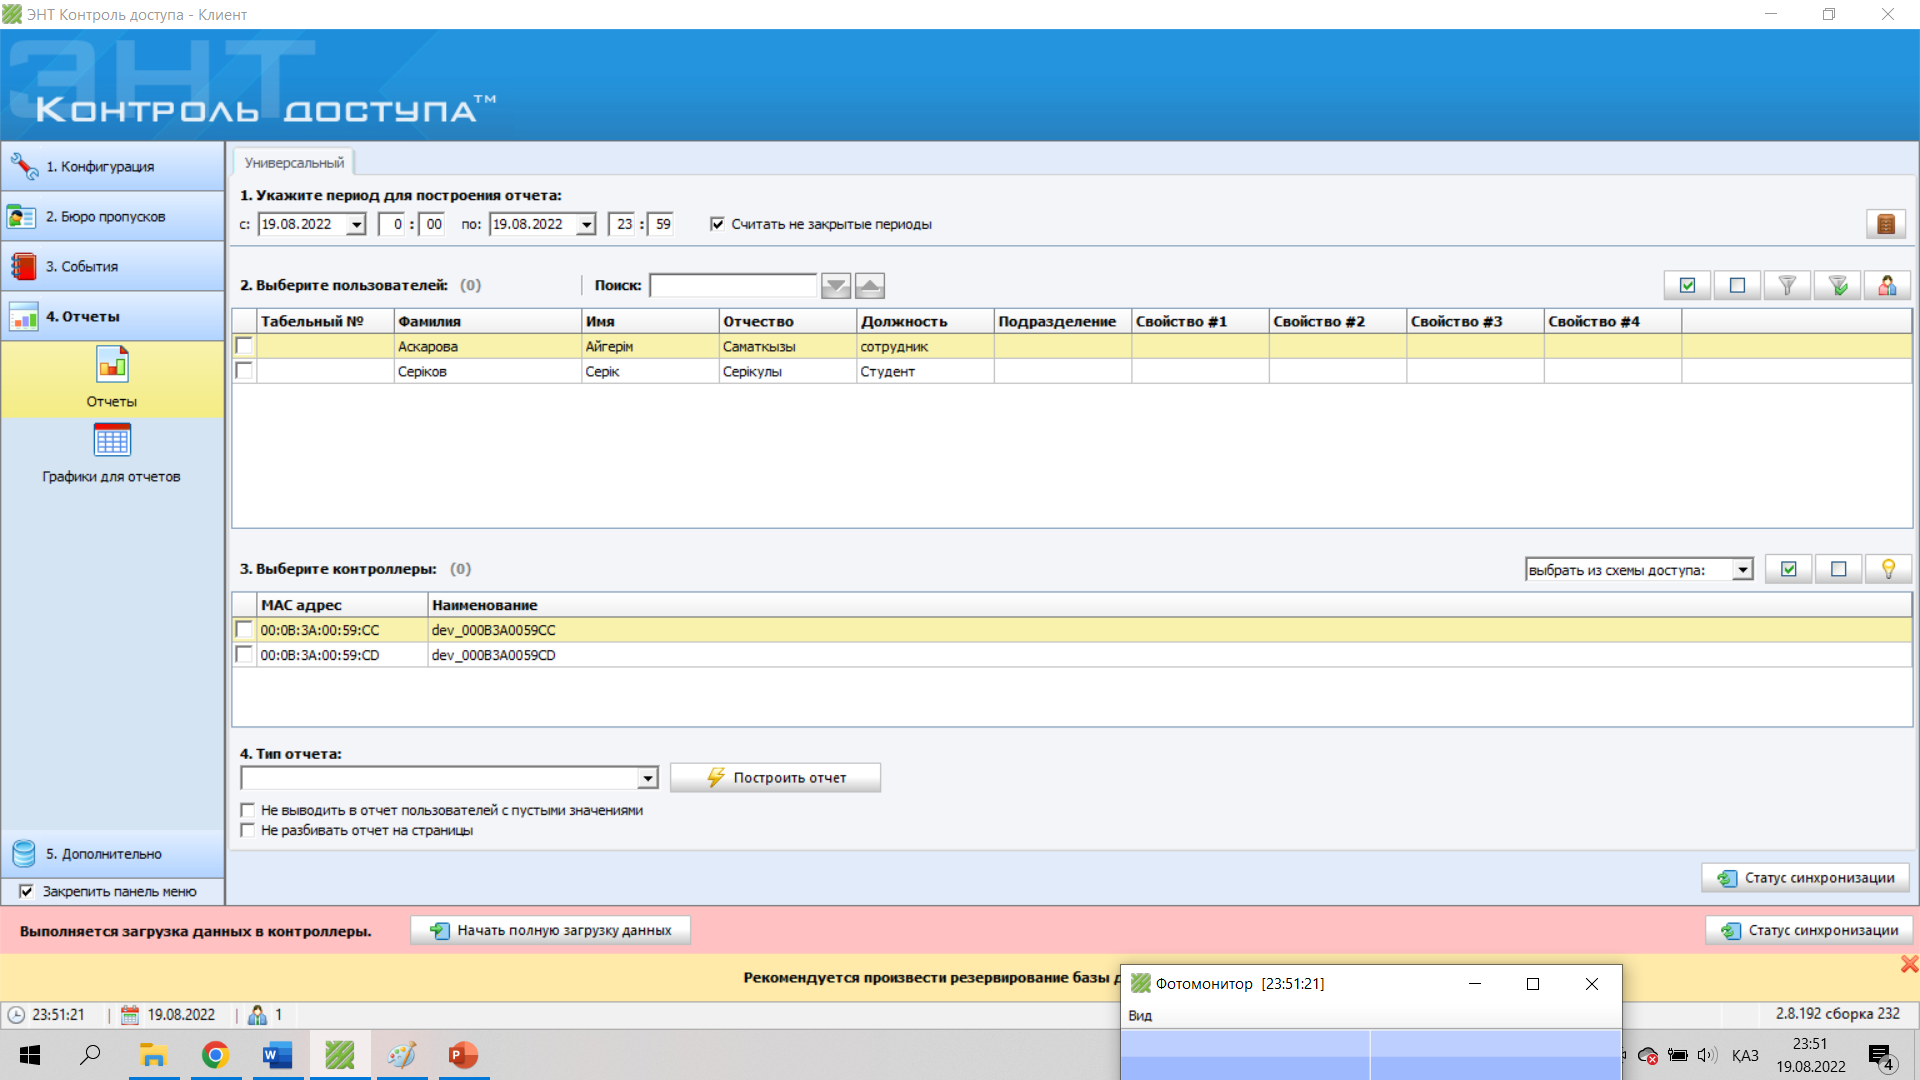 ЭНТ Контроль доступа - Клиент
ЭНТ
Контроль доступа™
1. Конфигурация
2. Бюро пропусков
3. События
4. Отчеты
Отчеты
Графики для отчетов
5. Дополнительно
Закрепить панель меню
Универсальный
1. Укажите период для построения отчета:
с: 19.08.2022 0 : 00 по: 19.08.2022 23 : 59 Считать не закрытые периоды
2. Выберите пользователей: (0) Поиск:
Табельный № Фамилия Имя Отчество Должность Подразделение Свойство #1 Свойство #2 Свойство #3 Свойство #4
Аскарова Айгерім Саматкызы сотрудник
Серіков Серік Серікулы Студент
3. Выберите контроллеры: (0) выбрать из схемы доступа:
MAC адрес Наименование
00:0B:3A:00:59:CC dev_000B3A0059CC
00:0B:3A:00:59:CD dev_000B3A0059CD
4. Тип отчета:
Построить отчет
Не выводить в отчет пользователей с пустыми значениями
Не разбивать отчет на страницы
Статус синхронизации
Выполняется загрузка данных в контроллеры. Начать полную загрузку данных Статус синхронизации
Рекомендуется произвести резервирование базы
Фотомонитор [23:51:21]
Вид
23:51:21 19.08.2022 1 2.8.192 сборка 232
ҚАЗ
23:51
19.08.2022
4